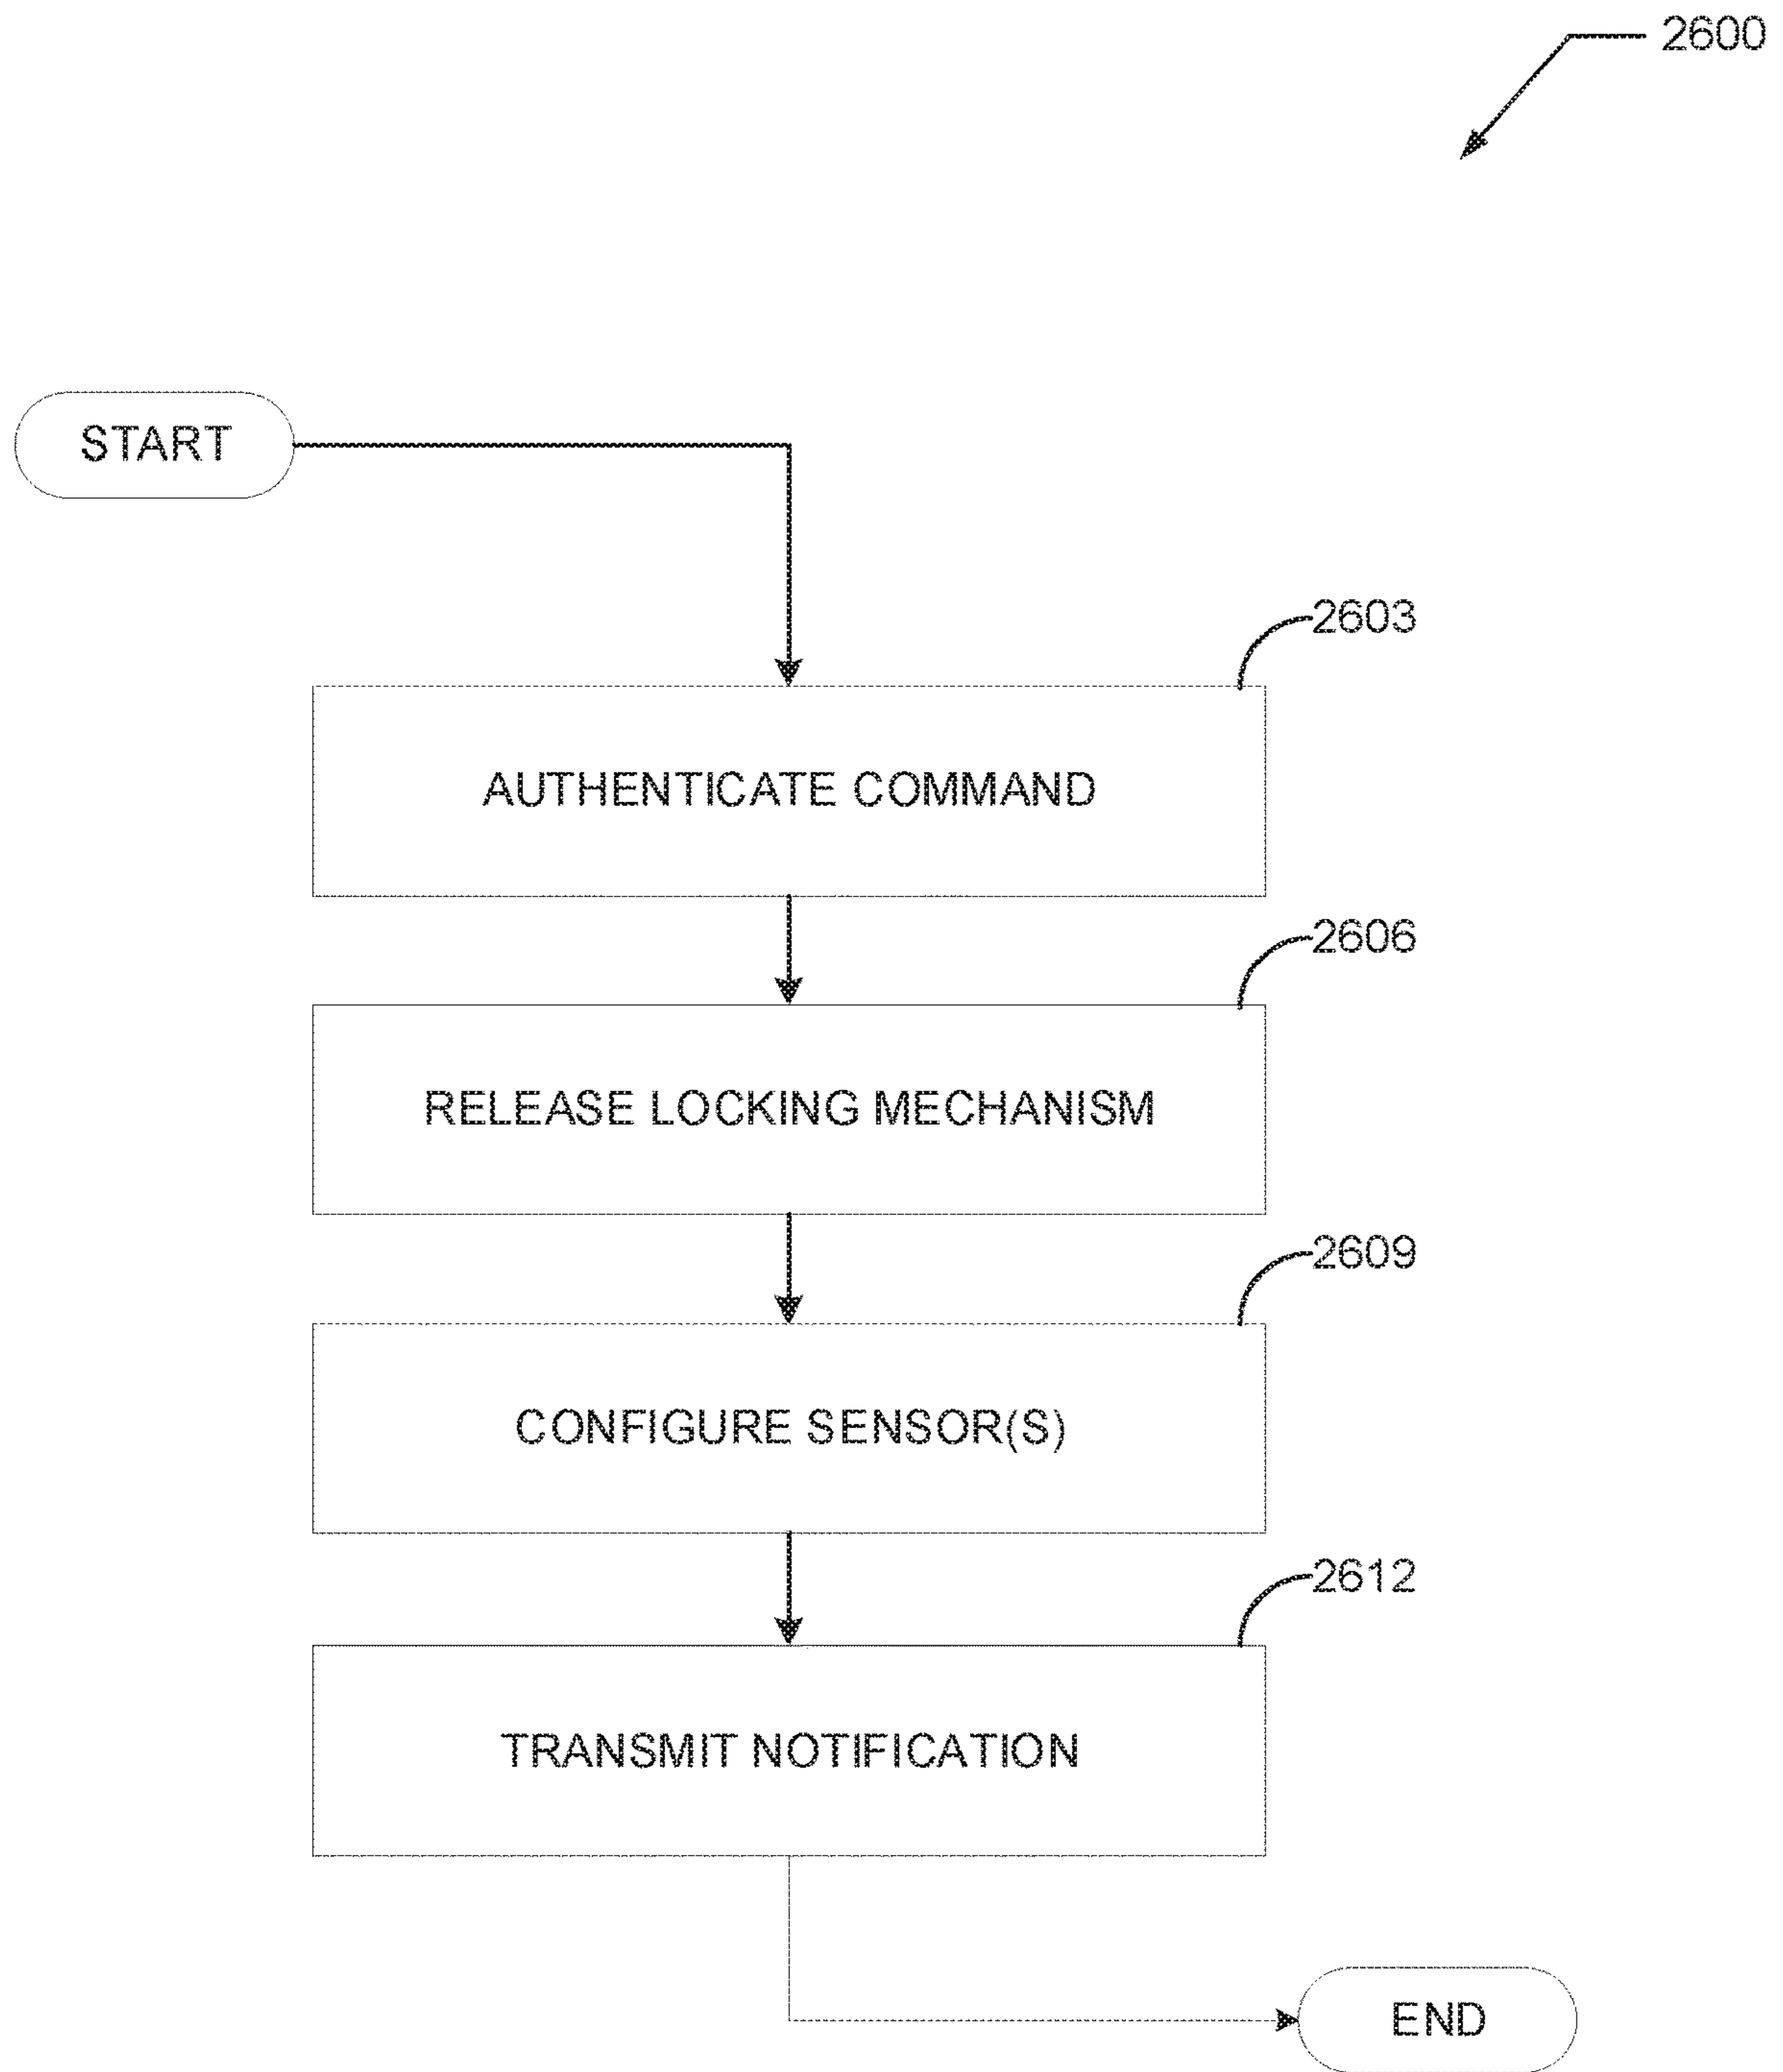 2600
START
2603
AUTHENTICATE COMMAND
2606
RELEASE LOCKING MECHANISM
2609
CONFIGURE SENSOR(S)
2612
TRANSMIT NOTIFICATION
END